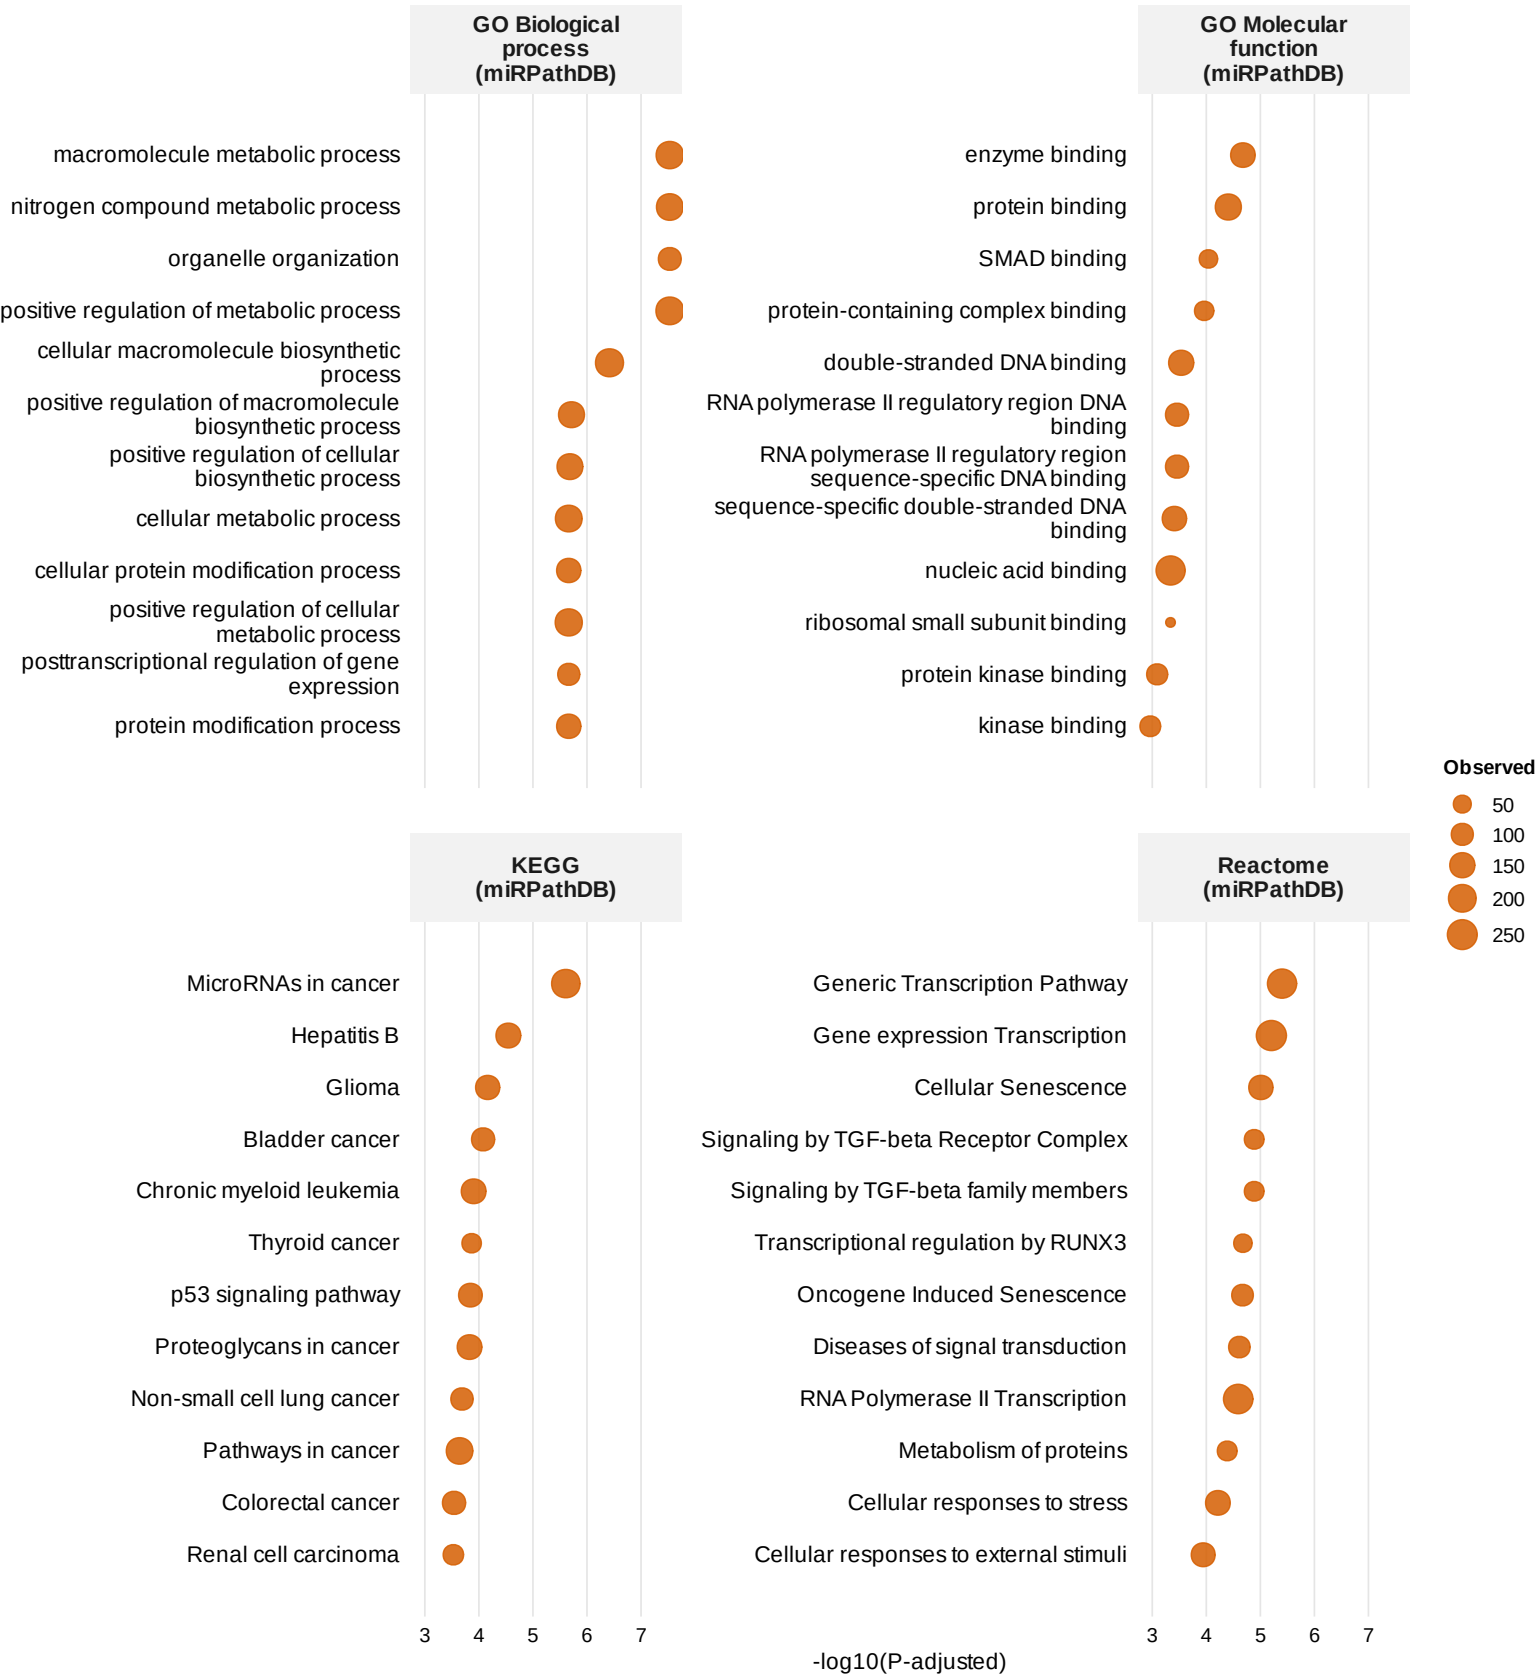 GO Biological
process
(miRPathDB)
macromolecule metabolic process
nitrogen compound metabolic process
organelle organization
positive regulation of metabolic process
cellular macromolecule biosynthetic
process
positive regulation of macromolecule
biosynthetic process
positive regulation of cellular
biosynthetic process
cellular metabolic process
cellular protein modification process
positive regulation of cellular
metabolic process
posttranscriptional regulation of gene
expression
protein modification process
GO Molecular
function
(miRPathDB)
enzyme binding
protein binding
SMAD binding
protein-containing complex binding
double-stranded DNA binding
RNA polymerase II regulatory region DNA
binding
RNA polymerase II regulatory region
sequence-specific DNA binding
sequence-specific double-stranded DNA
binding
nucleic acid binding
ribosomal small subunit binding
protein kinase binding
kinase binding
Observed
50
100
150
200
250
KEGG
(miRPathDB)
MicroRNAs in cancer
Hepatitis B
Glioma
Bladder cancer
Chronic myeloid leukemia
Thyroid cancer
p53 signaling pathway
Proteoglycans in cancer
Non-small cell lung cancer
Pathways in cancer
Colorectal cancer
Renal cell carcinoma
3 4 5 6 7
Reactome
(miRPathDB)
Generic Transcription Pathway
Gene expression Transcription
Cellular Senescence
Signaling by TGF-beta Receptor Complex
Signaling by TGF-beta family members
Transcriptional regulation by RUNX3
Oncogene Induced Senescence
Diseases of signal transduction
RNA Polymerase II Transcription
Metabolism of proteins
Cellular responses to stress
Cellular responses to external stimuli
3 4 5 6 7
-log10(P-adjusted)